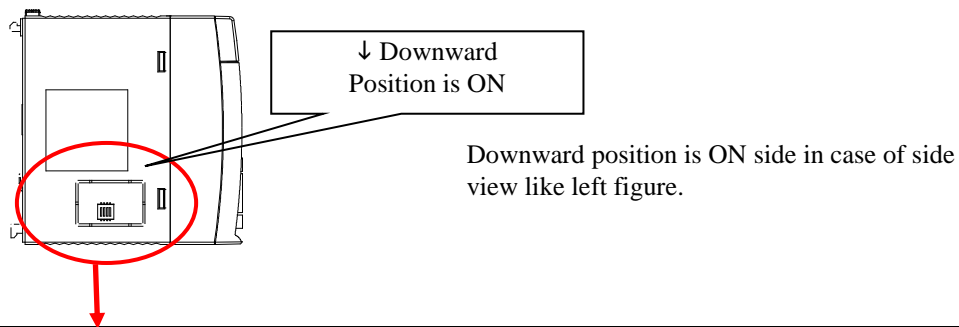 ↓ Downward
Position is ON
Downward position is ON side in case of side
view like left figure.